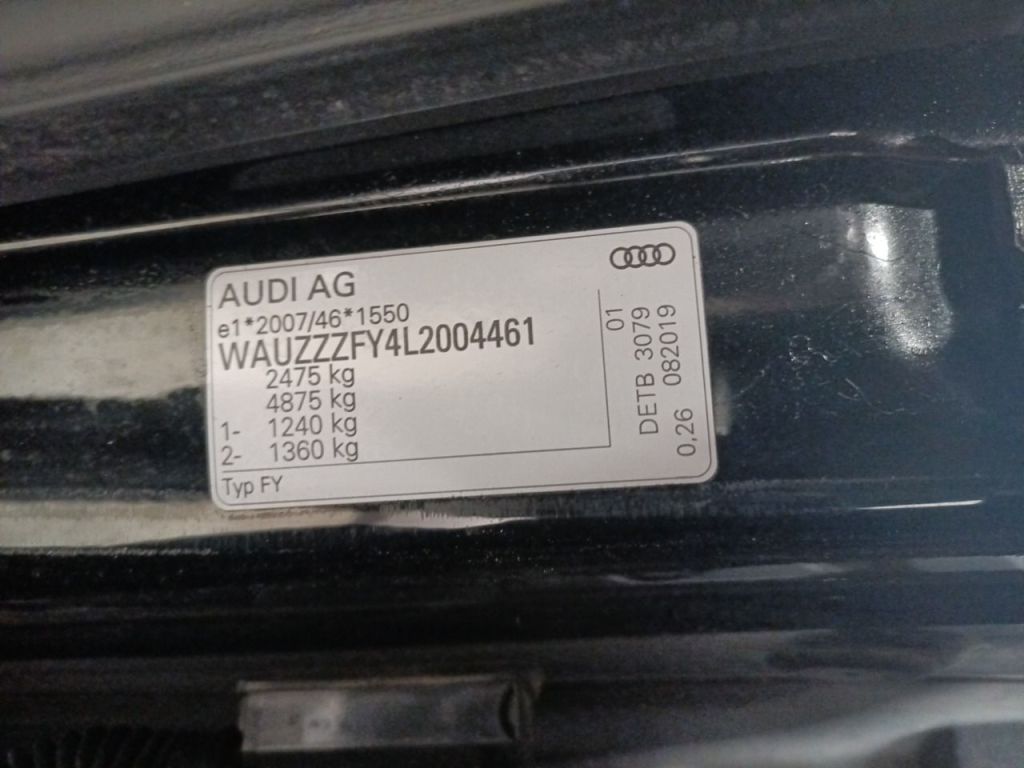 AUDI AG
e1*2007/46*1550
WAUZZZFY4L2004461
2475 kg
4875 kg
1- 1240 kg
2- 1360 kg
Typ FY
01
DETB 3079
0,26 082019